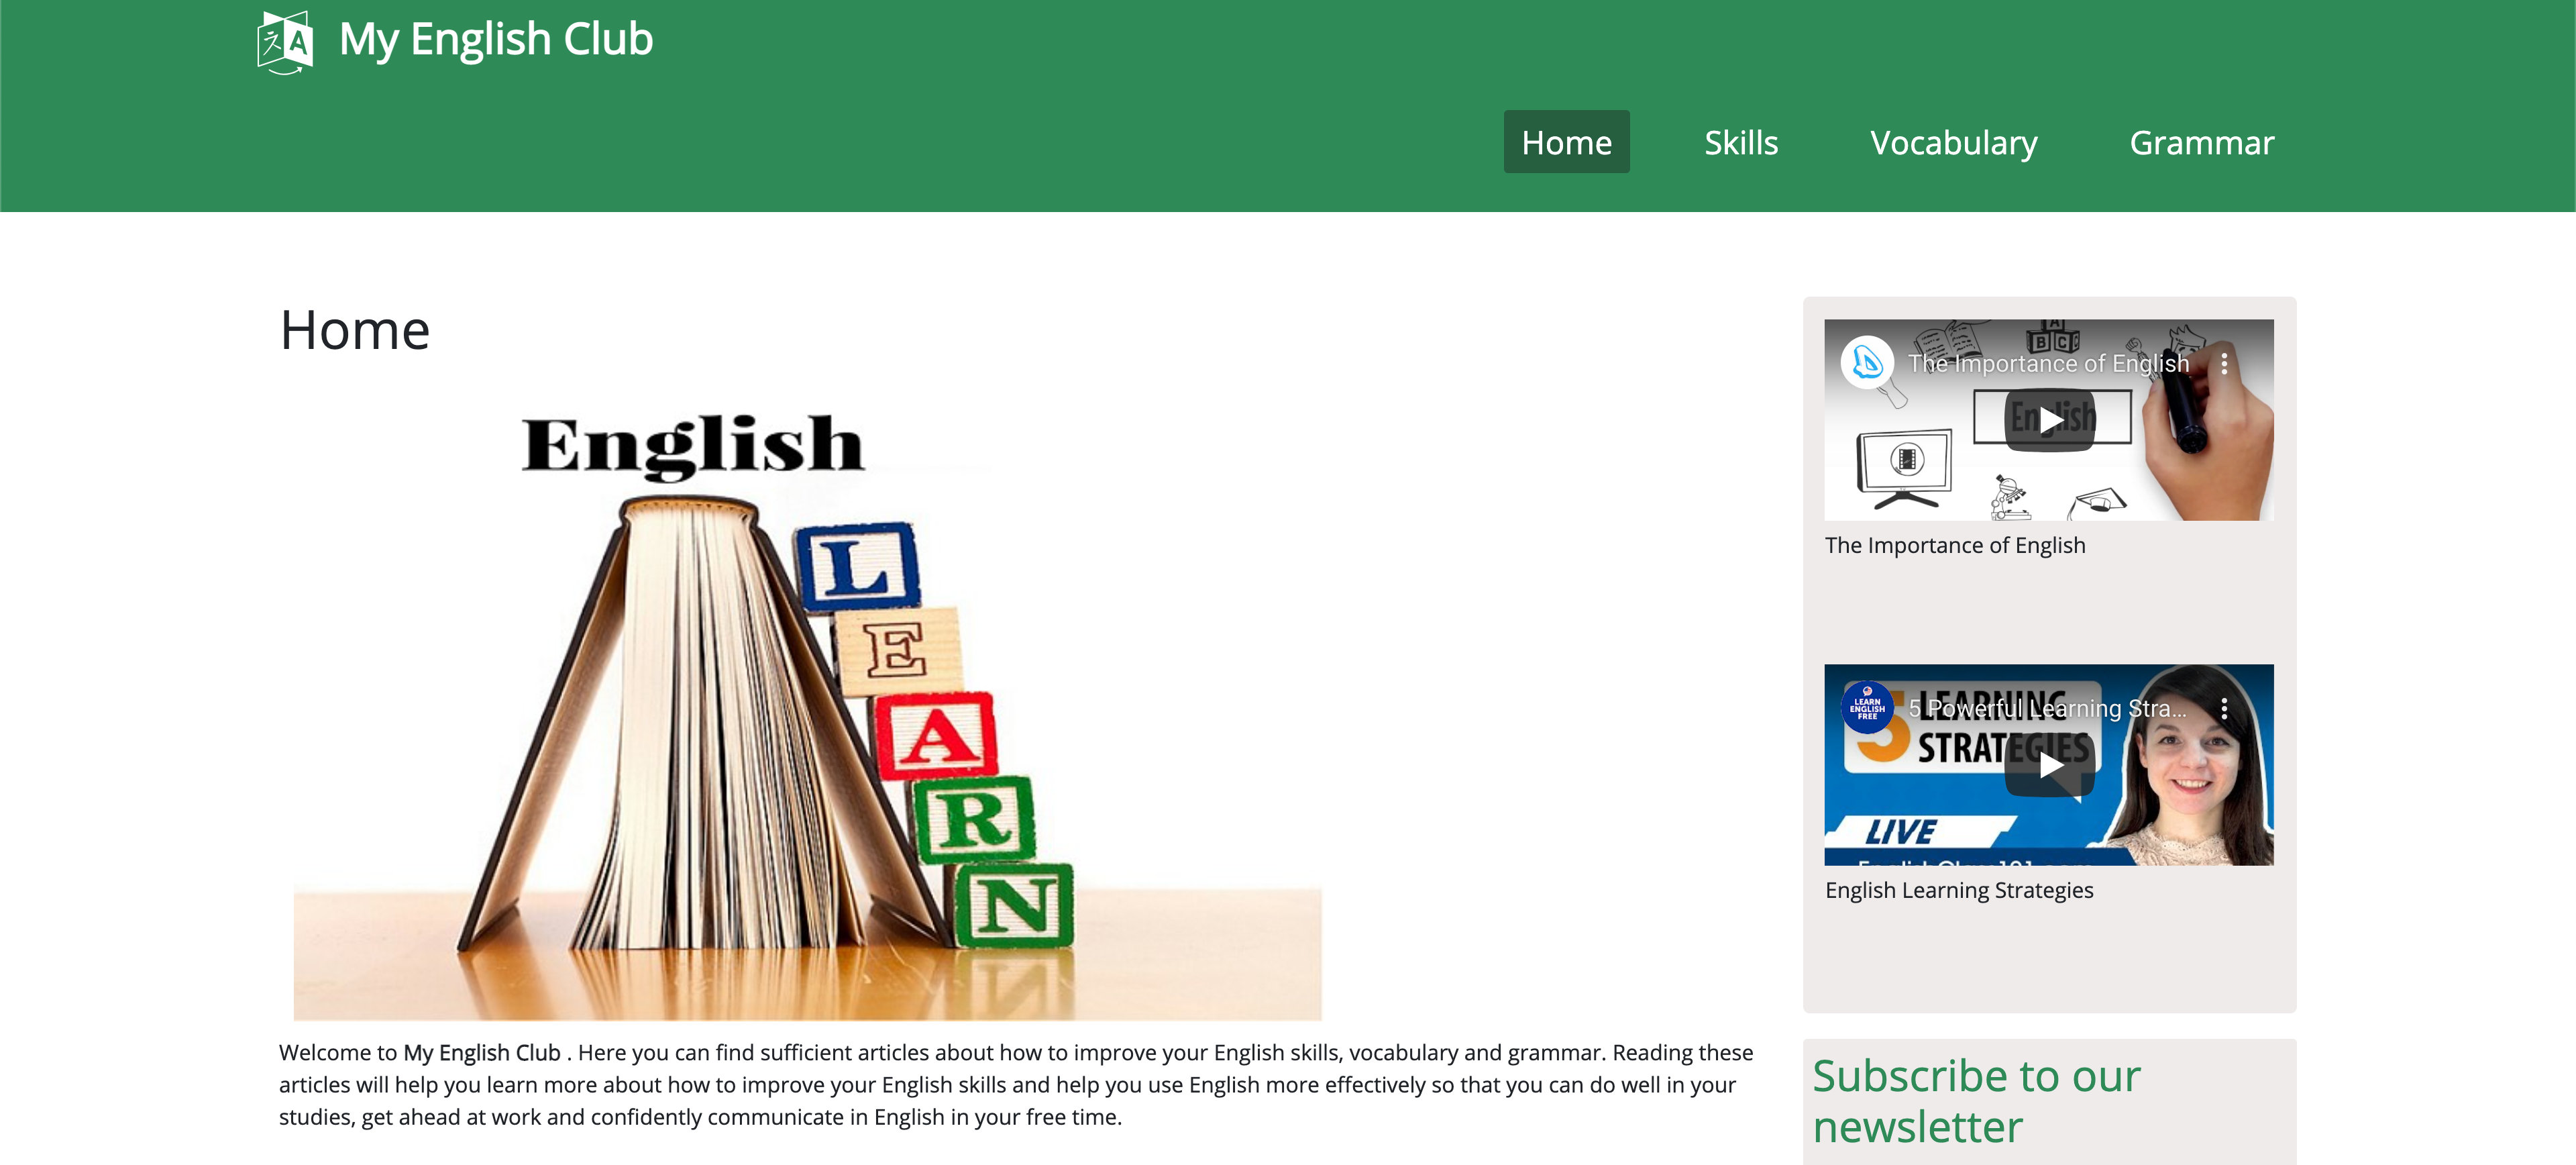 My English Club
Home
Skills
Vocabulary
Grammar
Home
English
L
E
A
R
N
Welcome to My English Club . Here you can find sufficient articles about how to improve your English skills, vocabulary and grammar. Reading these
articles will help you learn more about how to improve your English skills and help you use English more effectively so that you can do well in your
studies, get ahead at work and confidently communicate in English in your free time.
A
B C
The Importance of English
English
The Importance of English
LEARN
ENGLISH
FREE
5 Powerful Learning Stra...
5 LEARNING
STRATEGIES
LIVE
English Learning Strategies
Subscribe to our
newsletter